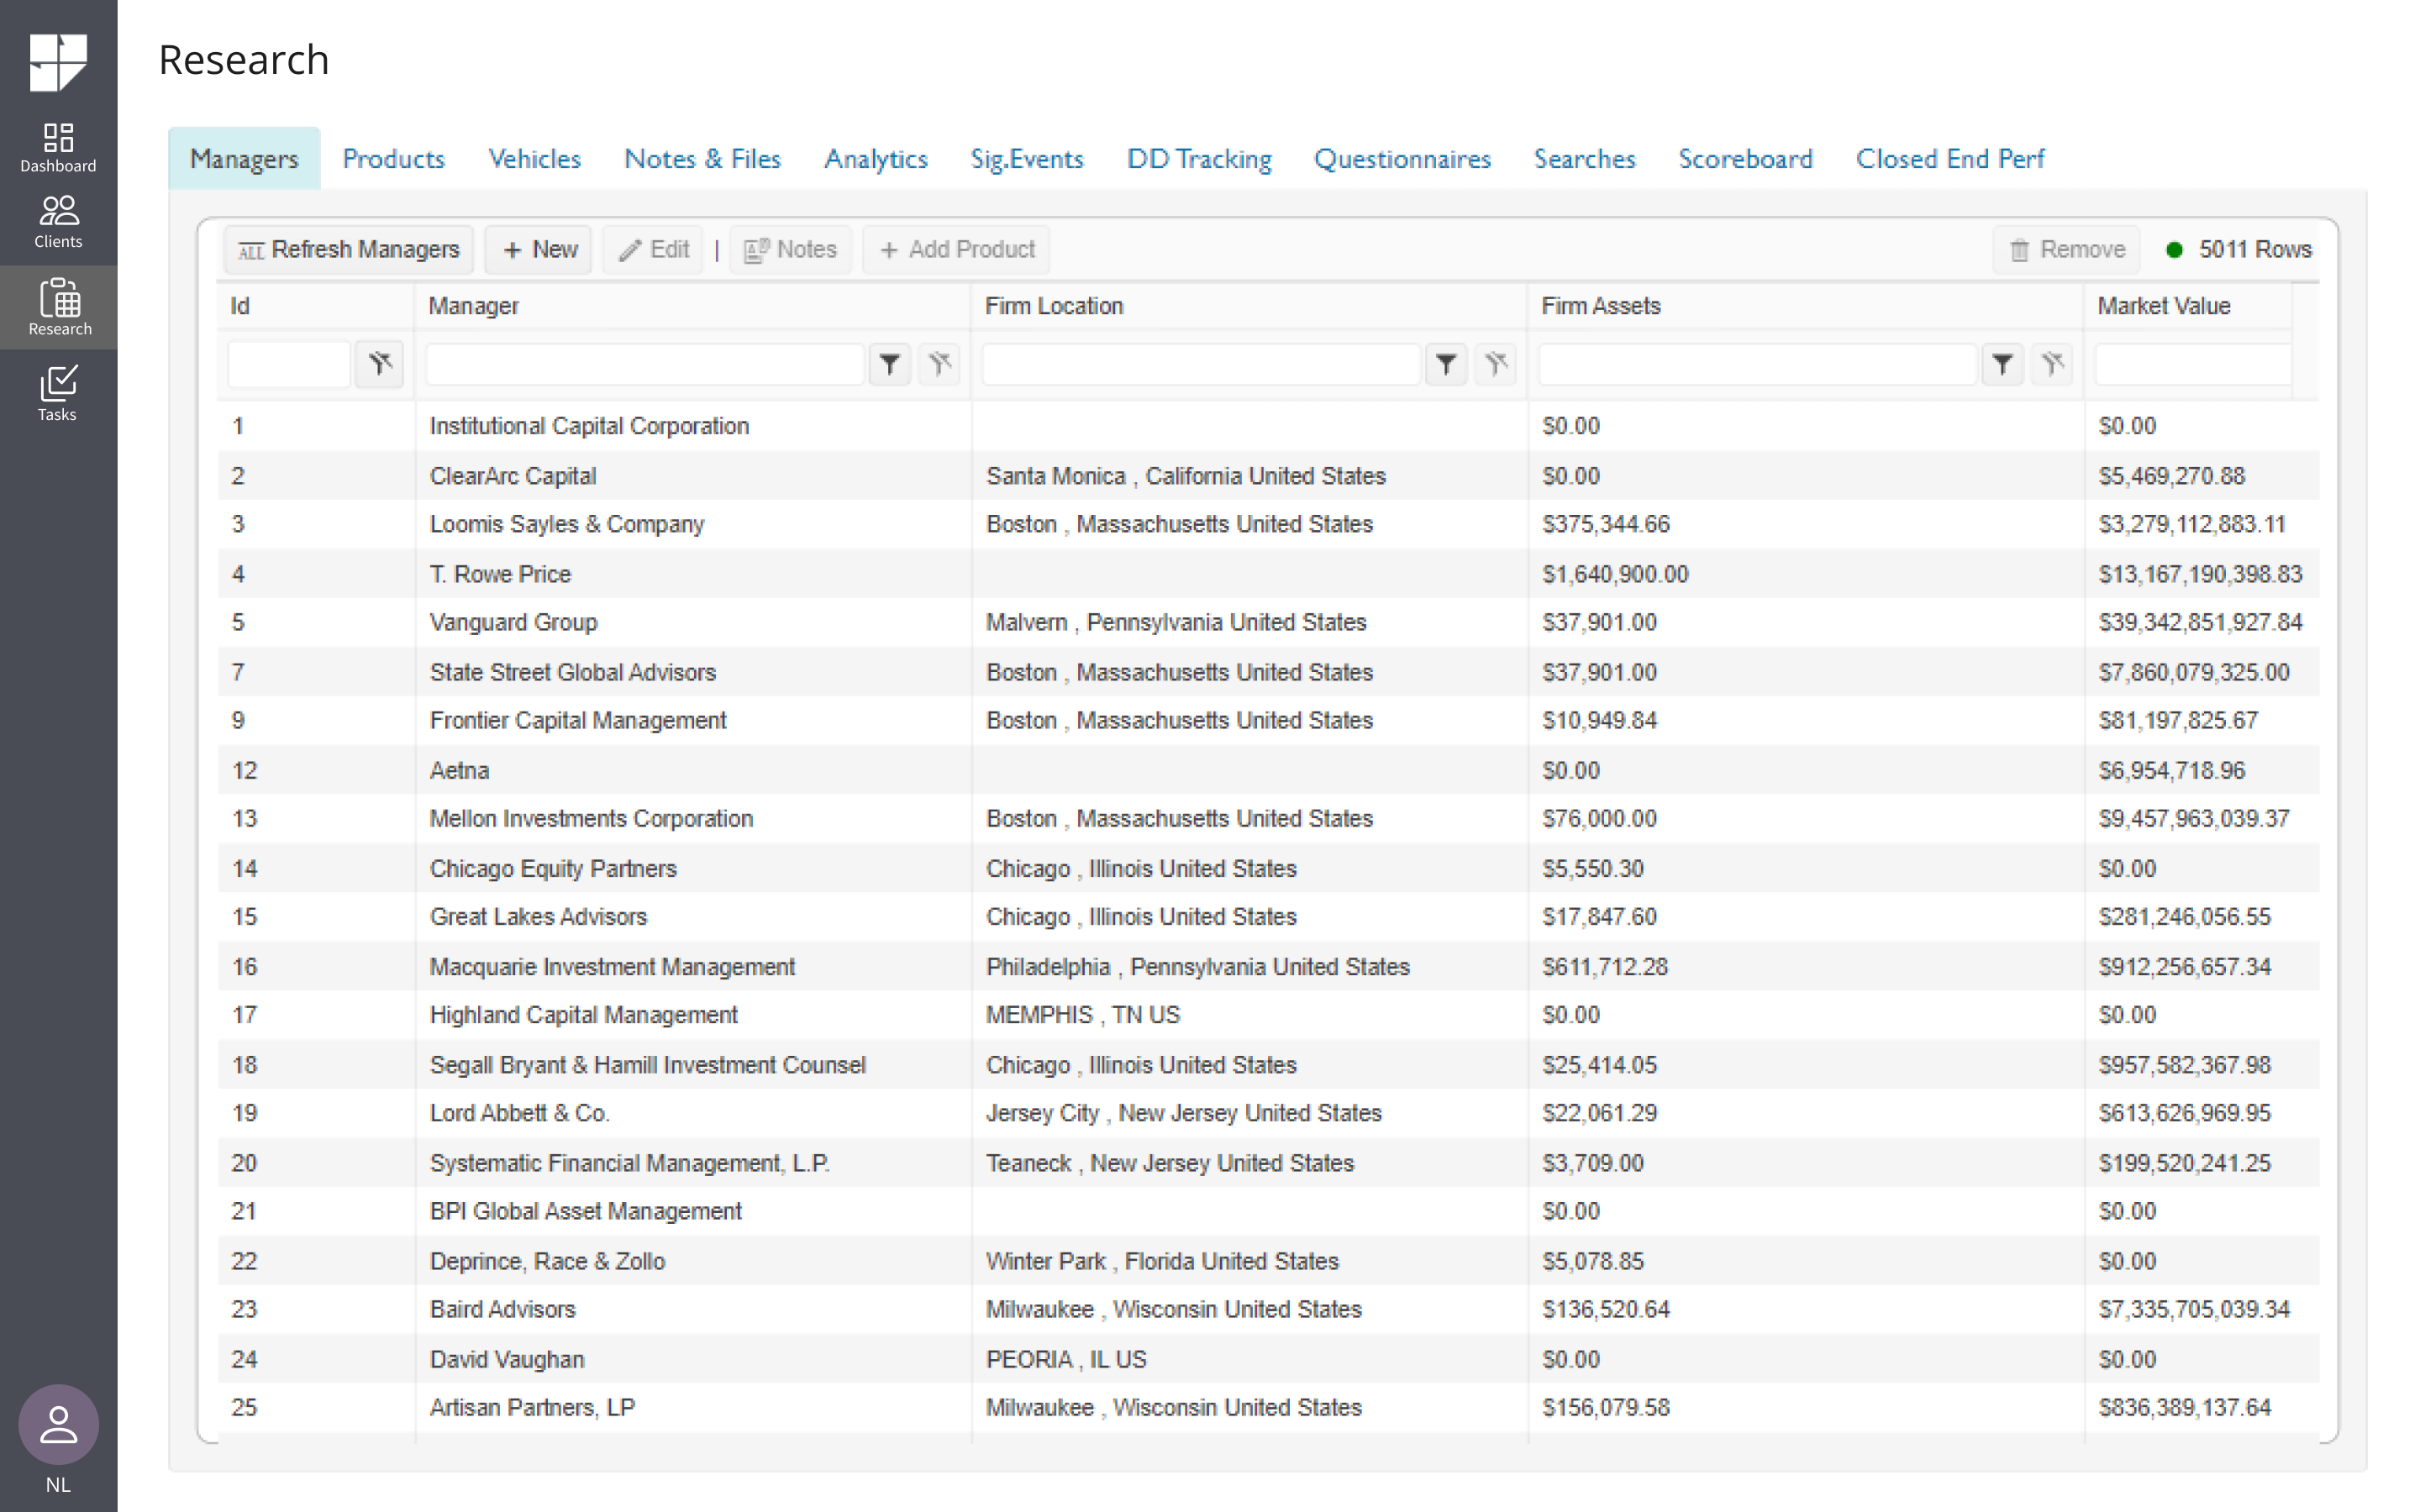 Research
Dashboard
Clients
Research
Tasks
NL
Managers Products Vehicles Notes & Files Analytics Sig.Events DD Tracking Questionnaires Searches Scoreboard Closed End Perf
ALL Refresh Managers + New Edit | Notes + Add Product Remove 5011 Rows
Id Manager Firm Location Firm Assets Market Value
1 Institutional Capital Corporation $0.00 $0.00
2 ClearArc Capital Santa Monica , California United States $0.00 $5,469,270.88
3 Loomis Sayles & Company Boston , Massachusetts United States $375,344.66 $3,279,112,883.11
4 T. Rowe Price $1,640,900.00 $13,167,190,398.83
5 Vanguard Group Malvern , Pennsylvania United States $37,901.00 $39,342,851,927.84
7 State Street Global Advisors Boston , Massachusetts United States $37,901.00 $7,860,079,325.00
9 Frontier Capital Management Boston , Massachusetts United States $10,949.84 $81,197,825.67
12 Aetna $0.00 $6,954,718.96
13 Mellon Investments Corporation Boston , Massachusetts United States $76,000.00 $9,457,963,039.37
14 Chicago Equity Partners Chicago , Illinois United States $5,550.30 $0.00
15 Great Lakes Advisors Chicago , Illinois United States $17,847.60 $281,246,056.55
16 Macquarie Investment Management Philadelphia , Pennsylvania United States $611,712.28 $912,256,657.34
17 Highland Capital Management MEMPHIS , TN US $0.00 $0.00
18 Segall Bryant & Hamill Investment Counsel Chicago , Illinois United States $25,414.05 $957,582,367.98
19 Lord Abbett & Co. Jersey City , New Jersey United States $22,061.29 $613,626,969.95
20 Systematic Financial Management, L.P. Teaneck , New Jersey United States $3,709.00 $199,520,241.25
21 BPI Global Asset Management $0.00 $0.00
22 Deprince, Race & Zollo Winter Park , Florida United States $5,078.85 $0.00
23 Baird Advisors Milwaukee , Wisconsin United States $136,520.64 $7,335,705,039.34
24 David Vaughan PEORIA , IL US $0.00 $0.00
25 Artisan Partners, LP Milwaukee , Wisconsin United States $156,079.58 $836,389,137.64